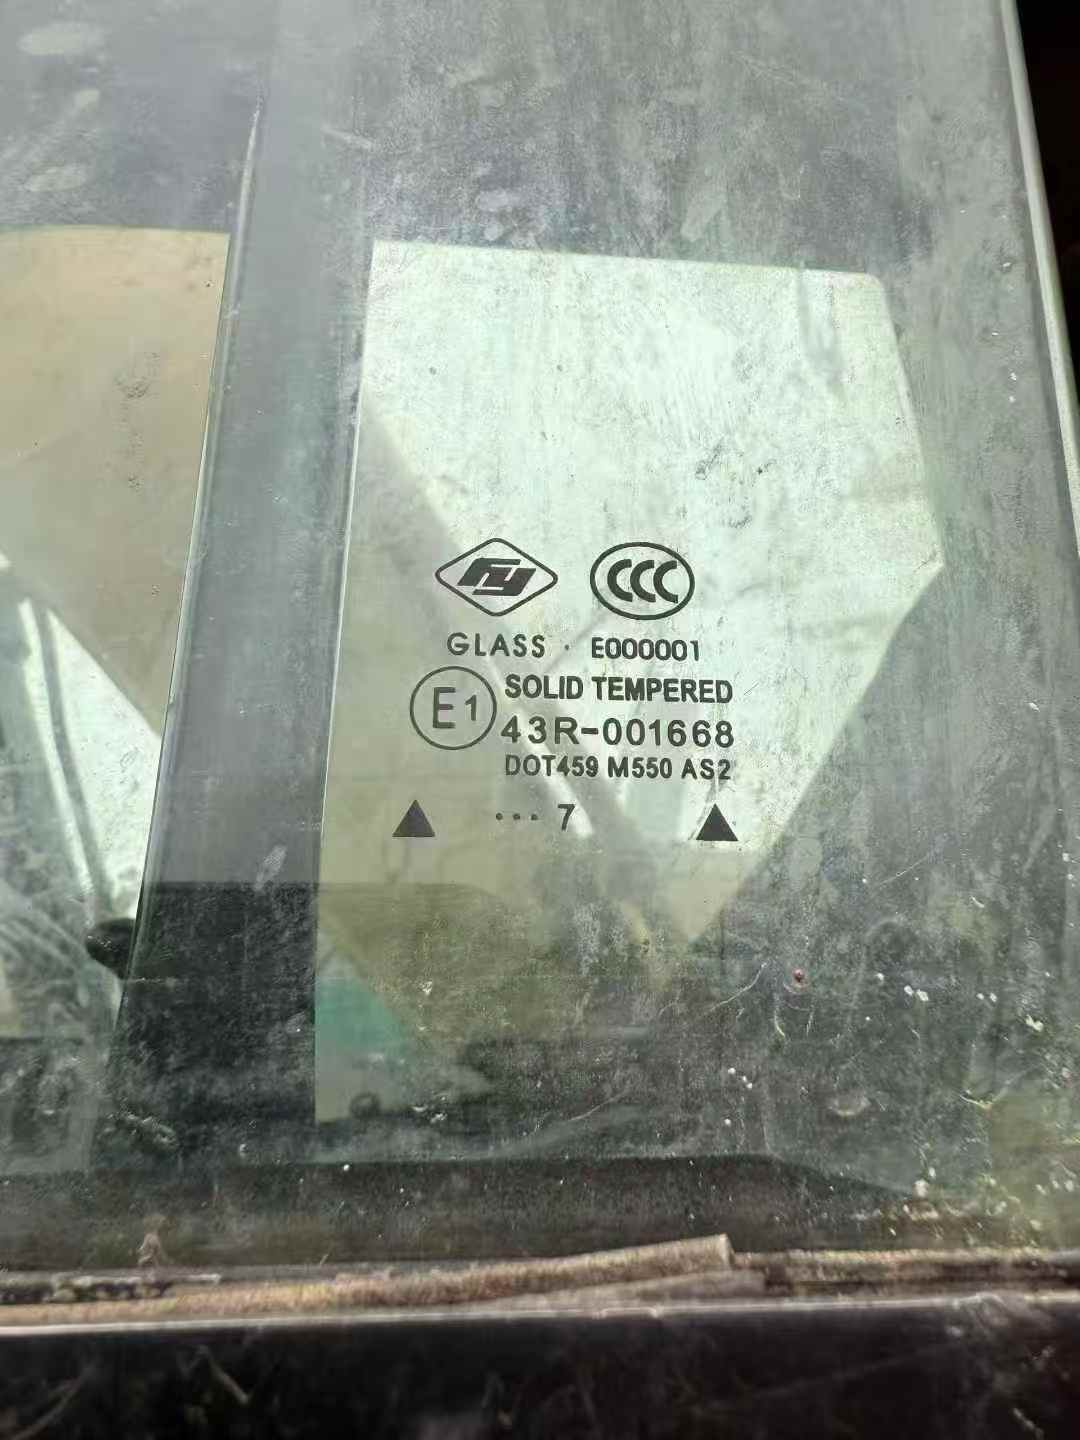 fy CCC
GLASS · E000001
E1 SOLID TEMPERED
43R-001668
DOT459 M550 AS2
▲ ••• 7 ▲